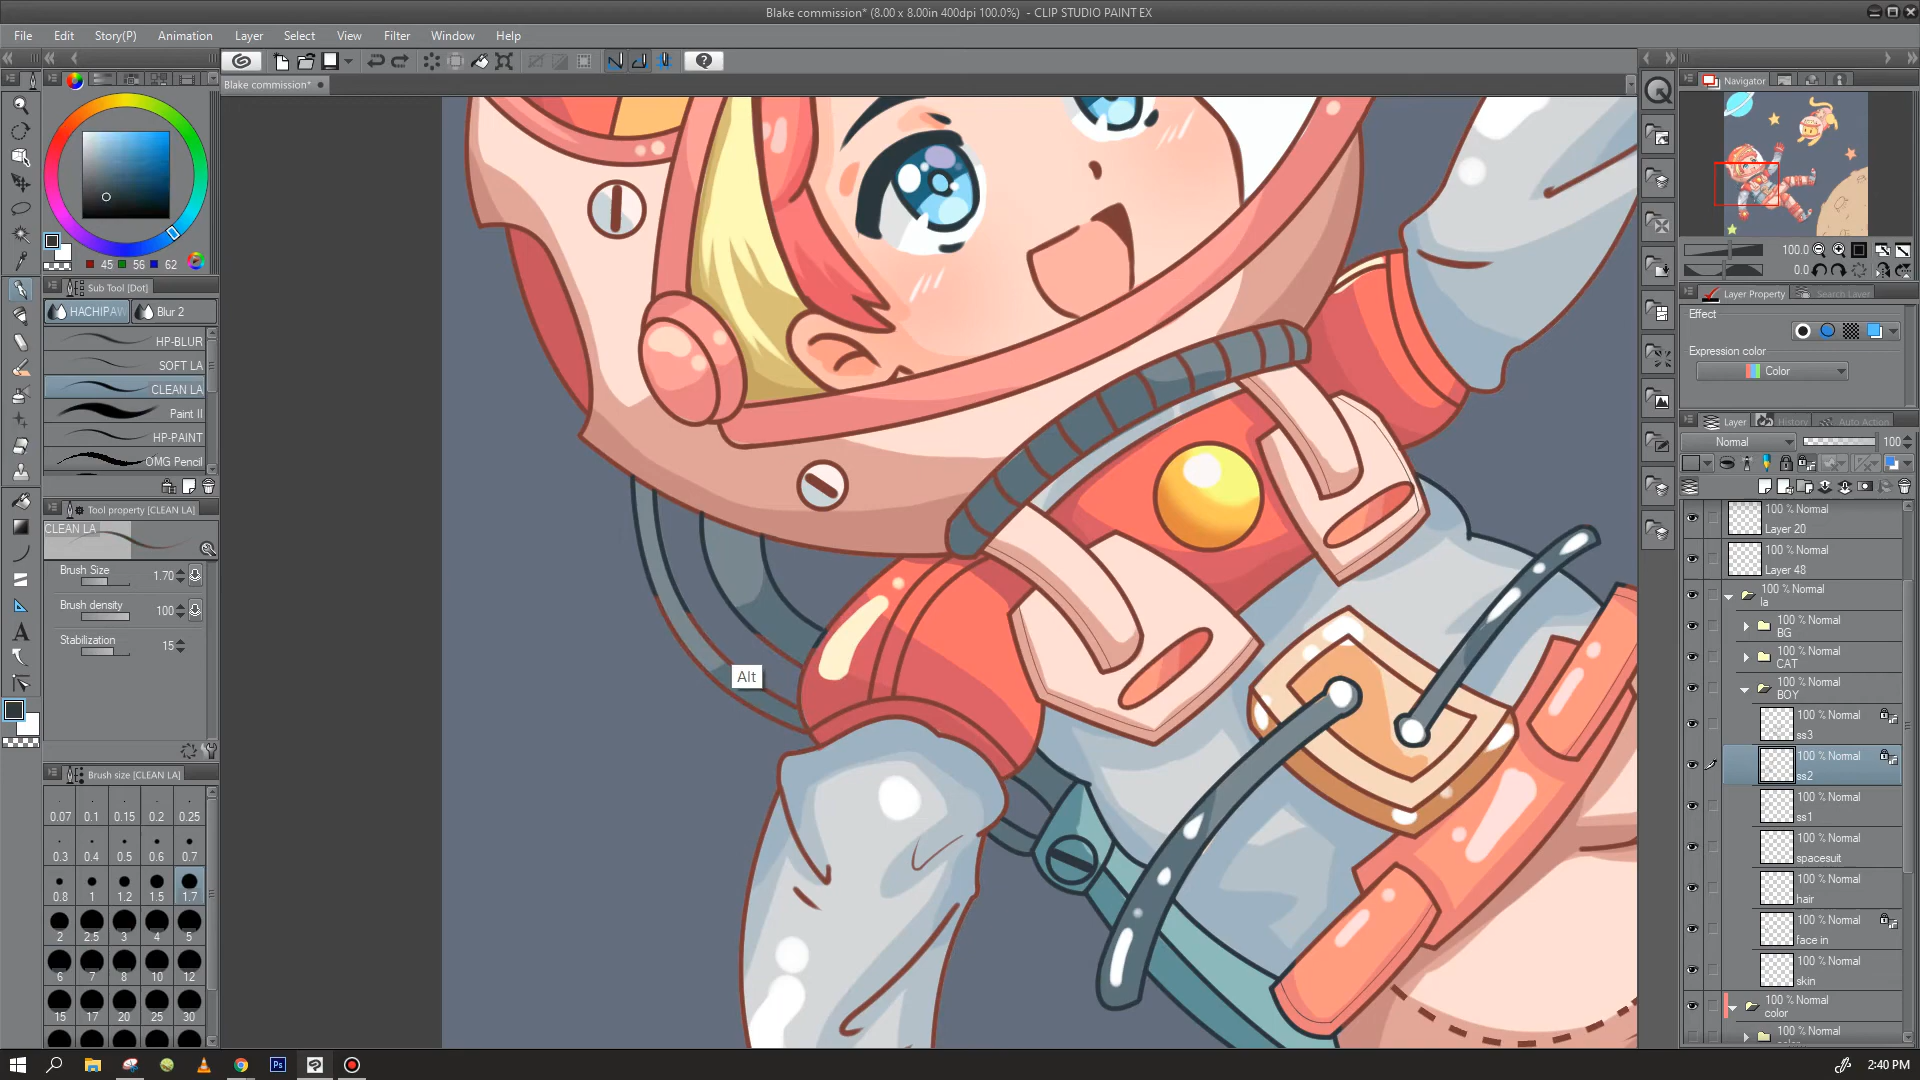 Blake commission* (8.00 x 8.00in 400dpi 100.0%) - CLIP STUDIO PAINT EX
File Edit Story(P) Animation Layer Select View Filter Window Help
Blake commission*
Navigator
45 56 62
Sub Tool [Dot]
HACHIPAW Blur 2
HP-BLUR
SOFT LA
CLEAN LA
Paint II
HP-PAINT
OMG Pencil
Tool property [CLEAN LA]
CLEAN LA
Brush Size 1.70
Brush density 100
Stabilization 15
Brush size [CLEAN LA]
0.07 0.1 0.15 0.2 0.25
0.3 0.4 0.5 0.6 0.7
0.8 1 1.2 1.5 1.7
2 2.5 3 4 5
6 7 8 10 12
15 17 20 25 30
Alt
100.0
0.0
Layer Property Search Layer
Effect
Expression color
Color
Layer History Auto Action
Normal 100
100 % Normal
Layer 20
100 % Normal
Layer 48
100 % Normal
la
100 % Normal
BG
100 % Normal
CAT
100 % Normal
BOY
100 % Normal
ss3
100 % Normal
ss2
100 % Normal
ss1
100 % Normal
spacesuit
100 % Normal
hair
100 % Normal
face in
100 % Normal
skin
100 % Normal
color
100 % Normal
Ps
2:40 PM